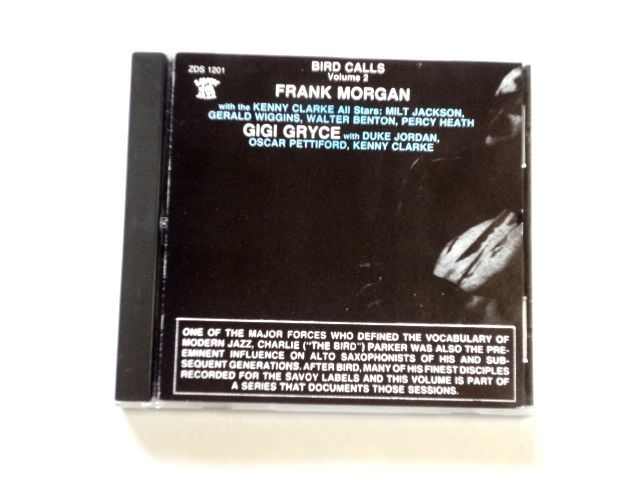 ZDS 1201
BIRD CALLS
Volume 2
FRANK MORGAN
with the KENNY CLARKE All Stars: MILT JACKSON,
GERALD WIGGINS, WALTER BENTON, PERCY HEATH
GIGI GRYCE with DUKE JORDAN,
OSCAR PETTIFORD, KENNY CLARKE
ONE OF THE MAJOR FORCES WHO DEFINED THE VOCABULARY OF
MODERN JAZZ, CHARLIE ("THE BIRD") PARKER WAS ALSO THE PRE-
EMINENT INFLUENCE ON ALTO SAXOPHONISTS OF HIS AND SUB-
SEQUENT GENERATIONS. AFTER BIRD, MANY OF HIS FINEST DISCIPLES
RECORDED FOR THE SAVOY LABELS AND THIS VOLUME IS PART OF
A SERIES THAT DOCUMENTS THOSE SESSIONS.